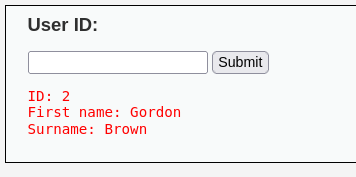 User ID:
Submit
ID: 2
First name: Gordon
Surname: Brown